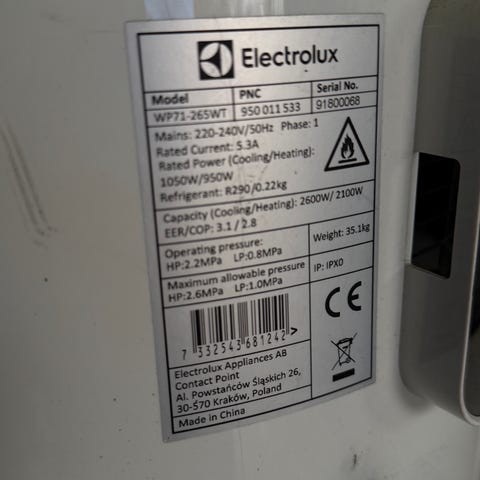 Electrolux
Model PNC Serial No.
WP71-265WT 950 011 533 91800068
Mains: 220-240V/50Hz Phase: 1
Rated Current: 5.3A
Rated Power (Cooling/Heating):
1050W/950W
Refrigerant: R290/0.22kg
Capacity (Cooling/Heating): 2600W/ 2100W
EER/COP: 3.1 / 2.8
Operating pressure:
HP:2.2MPa LP:0.8MPa
Weight: 35.1kg
Maximum allowable pressure
HP:2.6MPa LP:1.0MPa
IP: IPX0
CE
7 332543 681242 >
Electrolux Appliances AB
Contact Point
Al. Powstańców Śląskich 26,
30-570 Kraków, Poland
Made in China